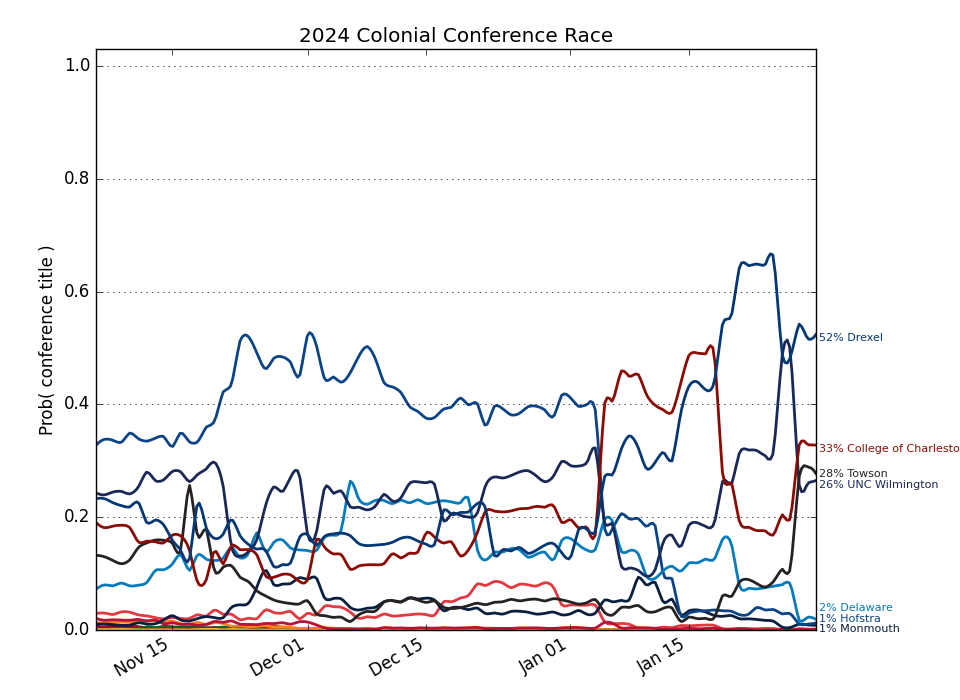 2024 Colonial Conference Race
Prob( conference title )
1.0
0.8
0.6
0.4
0.2
0.0
Nov 15
Dec 01
Dec 15
Jan 01
Jan 15
52% Drexel
33% College of Charlesto
28% Towson
26% UNC Wilmington
2% Delaware
1% Hofstra
1% Monmouth